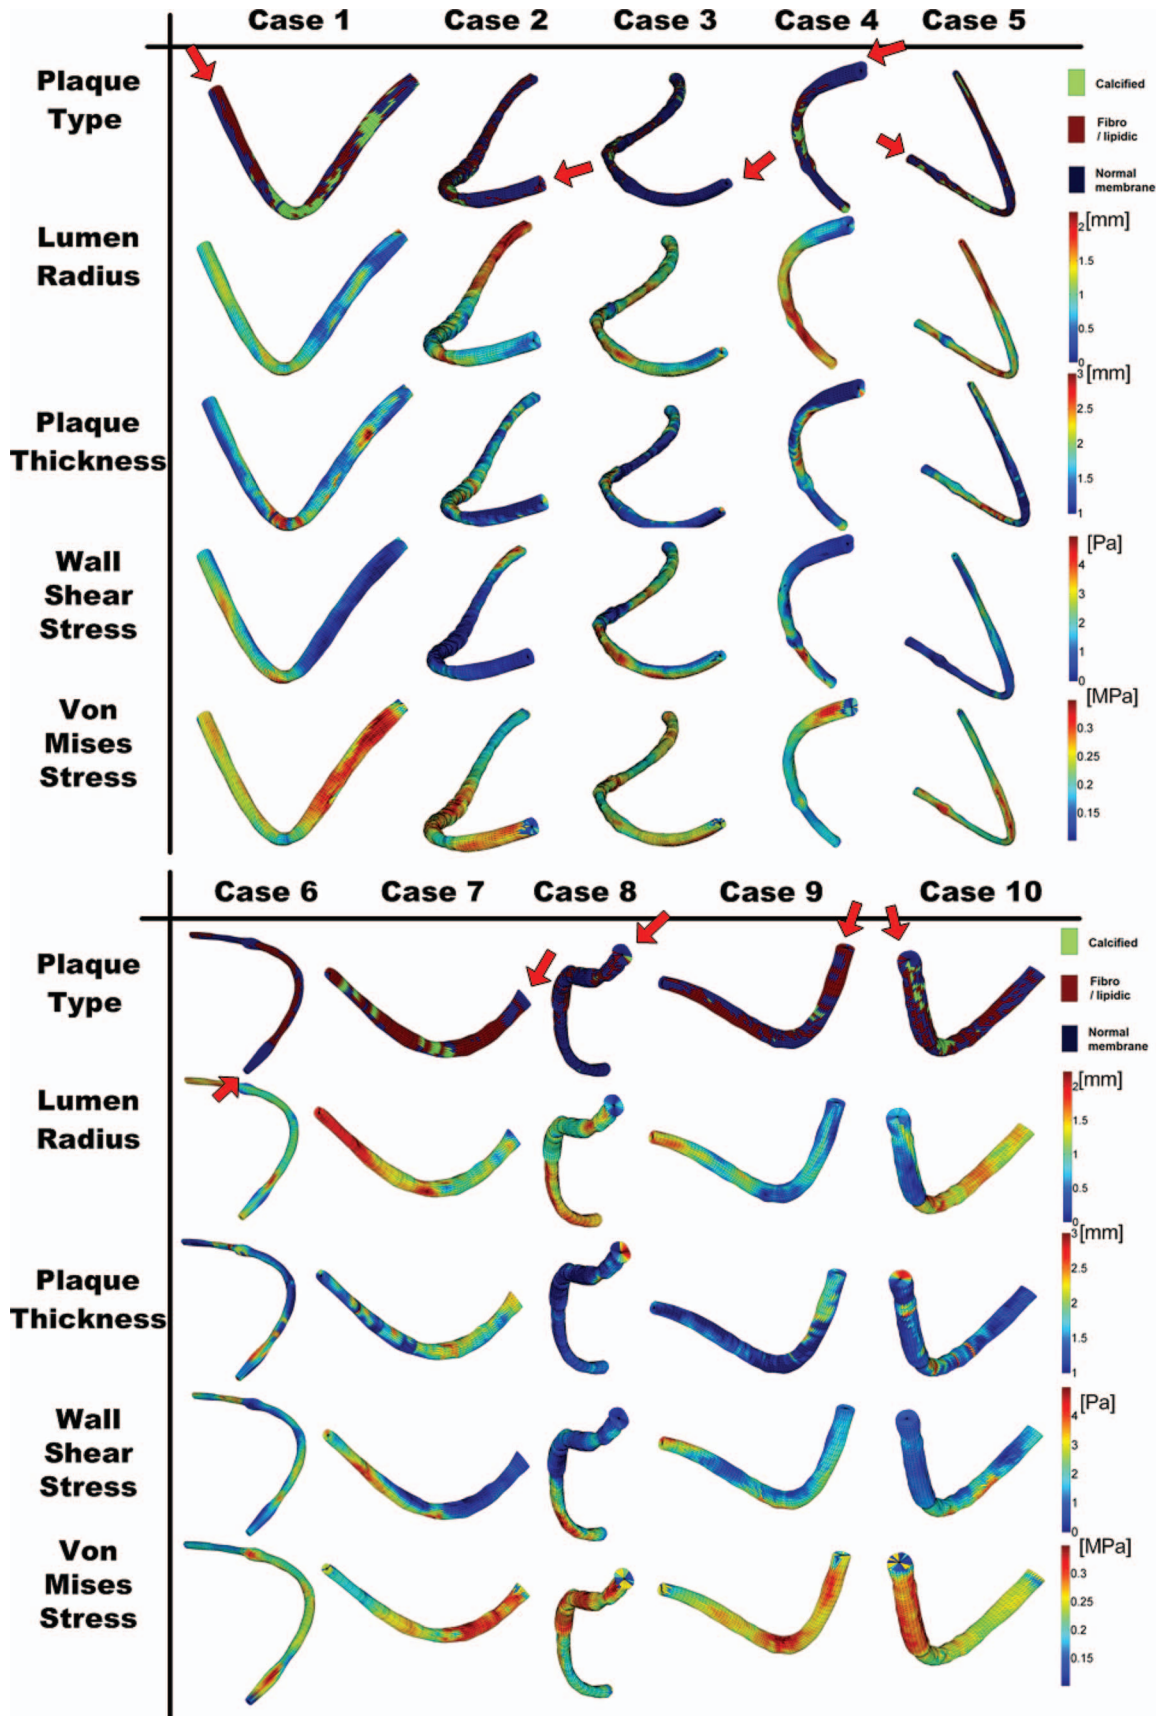 Case 1 Case 2 Case 3 Case 4 Case 5
Plaque
Type
Calcified
Fibro
/ lipidic
Normal
membrane
Lumen
Radius
[mm]
2
1.5
1
0.5
0
Plaque
Thickness
[mm]
3
2.5
2
1.5
1
Wall
Shear
Stress
[Pa]
4
3
2
1
0
Von
Mises
Stress
[MPa]
0.3
0.25
0.2
0.15
Case 6 Case 7 Case 8 Case 9 Case 10
Plaque
Type
Calcified
Fibro
/ lipidic
Normal
membrane
Lumen
Radius
[mm]
2
1.5
1
0.5
0
Plaque
Thickness
[mm]
3
2.5
2
1.5
1
Wall
Shear
Stress
[Pa]
4
3
2
1
0
Von
Mises
Stress
[MPa]
0.3
0.25
0.2
0.15